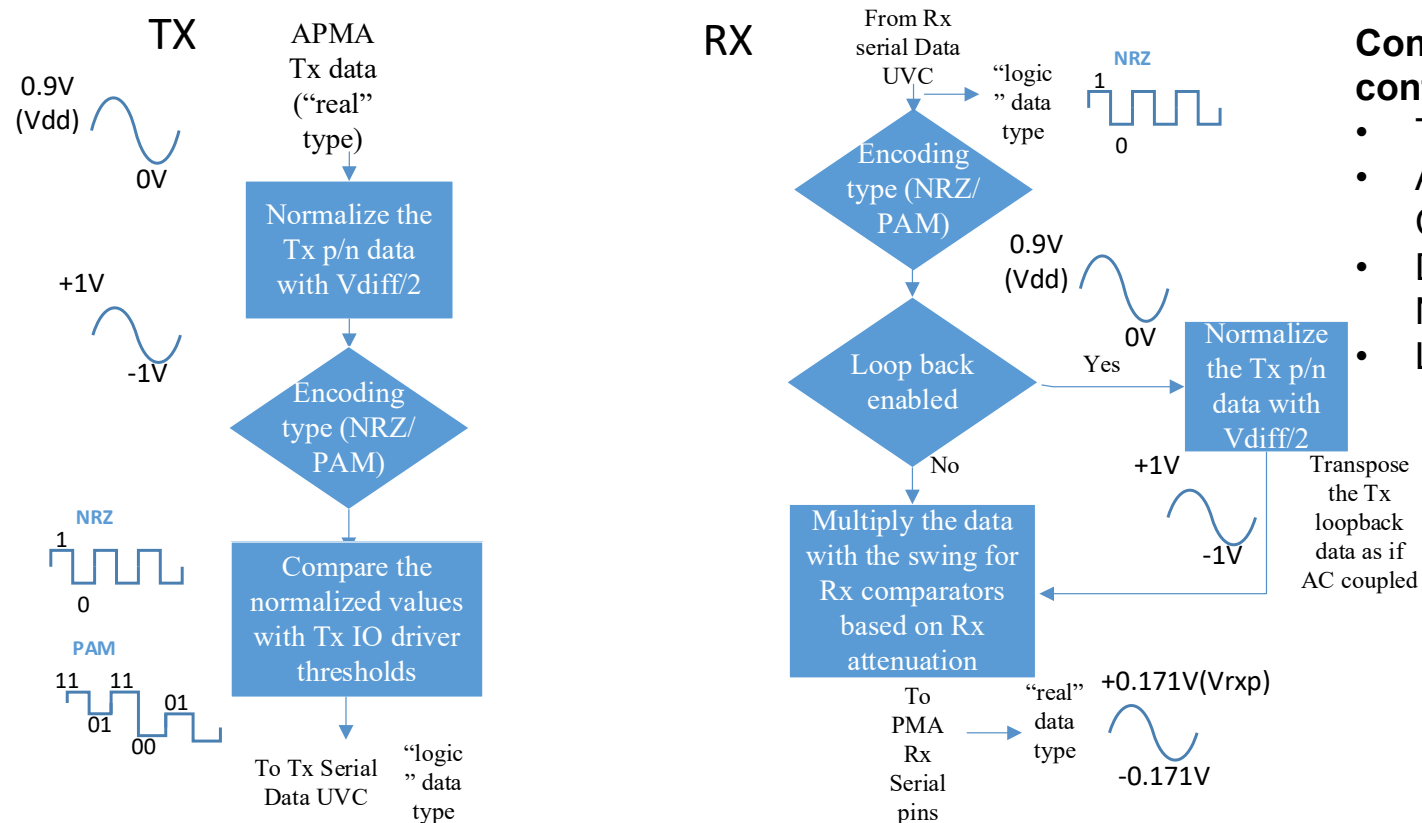 TX
APMA
Tx data
("real"
type)
0.9V
(Vdd)
0V
Normalize the
Tx p/n data
with Vdiff/2
+1V
-1V
Encoding
type (NRZ/
PAM)
NRZ
1
0
Compare the
normalized values
with Tx IO driver
thresholds
PAM
11 11
01
01
00
To Tx Serial
Data UVC
"logic
" data
type
RX
From Rx
serial Data
UVC
"logic
" data
type
NRZ
1
0
Encoding
type (NRZ/
PAM)
0.9V
(Vdd)
0V
Loop back
enabled
Yes
Normalize
the Tx p/n
data with
Vdiff/2
No
+1V
-1V
Transpose
the Tx
loopback
data as if
AC coupled
Multiply the data
with the swing for
Rx comparators
based on Rx
attenuation
To
PMA
Rx
Serial
pins
"real"
data
type
+0.171V(Vrxp)
-0.171V